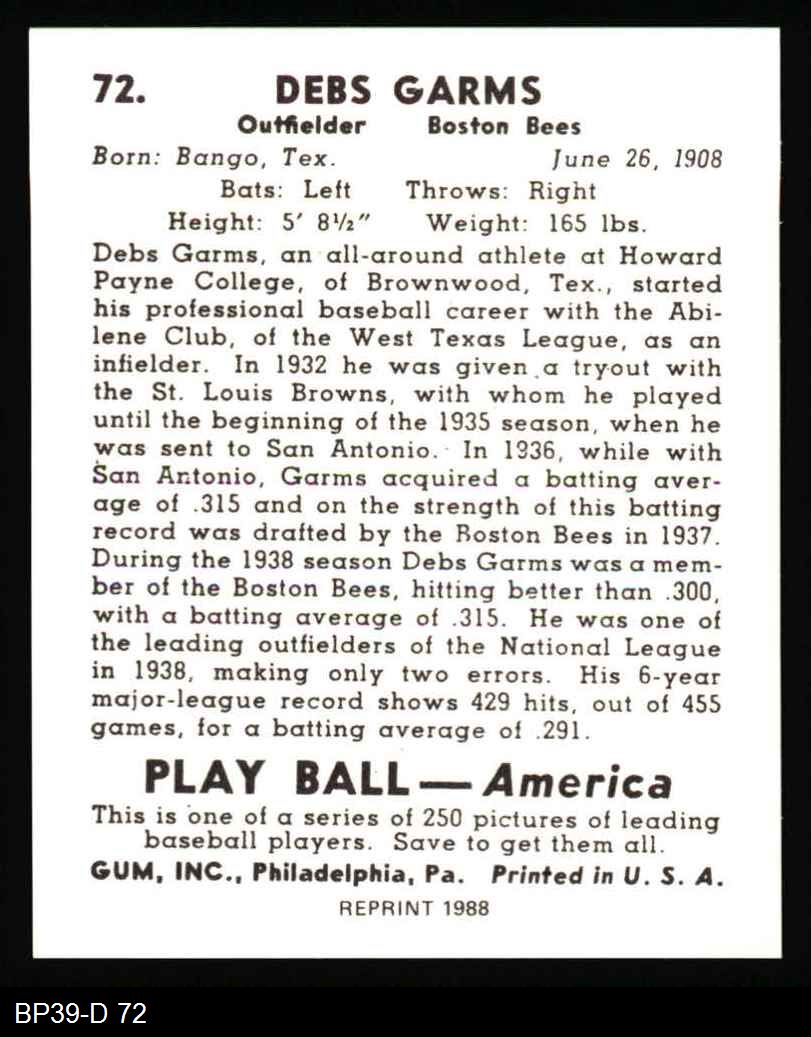 72. DEBS GARMS
Outfielder Boston Bees
Born: Bango, Tex. June 26, 1908
Bats: Left Throws: Right
Height: 5′ 8½″ Weight: 165 lbs.
Debs Garms, an all-around athlete at Howard
Payne College, of Brownwood, Tex., started
his professional baseball career with the Abi-
lene Club, of the West Texas League, as an
infielder. In 1932 he was given a tryout with
the St. Louis Browns, with whom he played
until the beginning of the 1935 season, when he
was sent to San Antonio. In 1936, while with
San Antonio, Garms acquired a batting aver-
age of .315 and on the strength of this batting
record was drafted by the Boston Bees in 1937.
During the 1938 season Debs Garms was a mem-
ber of the Boston Bees, hitting better than .300,
with a batting average of .315. He was one of
the leading outfielders of the National League
in 1938, making only two errors. His 6-year
major-league record shows 429 hits, out of 455
games, for a batting average of .291.
PLAY BALL—America
This is one of a series of 250 pictures of leading
baseball players. Save to get them all.
GUM, INC., Philadelphia, Pa. Printed in U. S. A.
REPRINT 1988
BP39-D 72